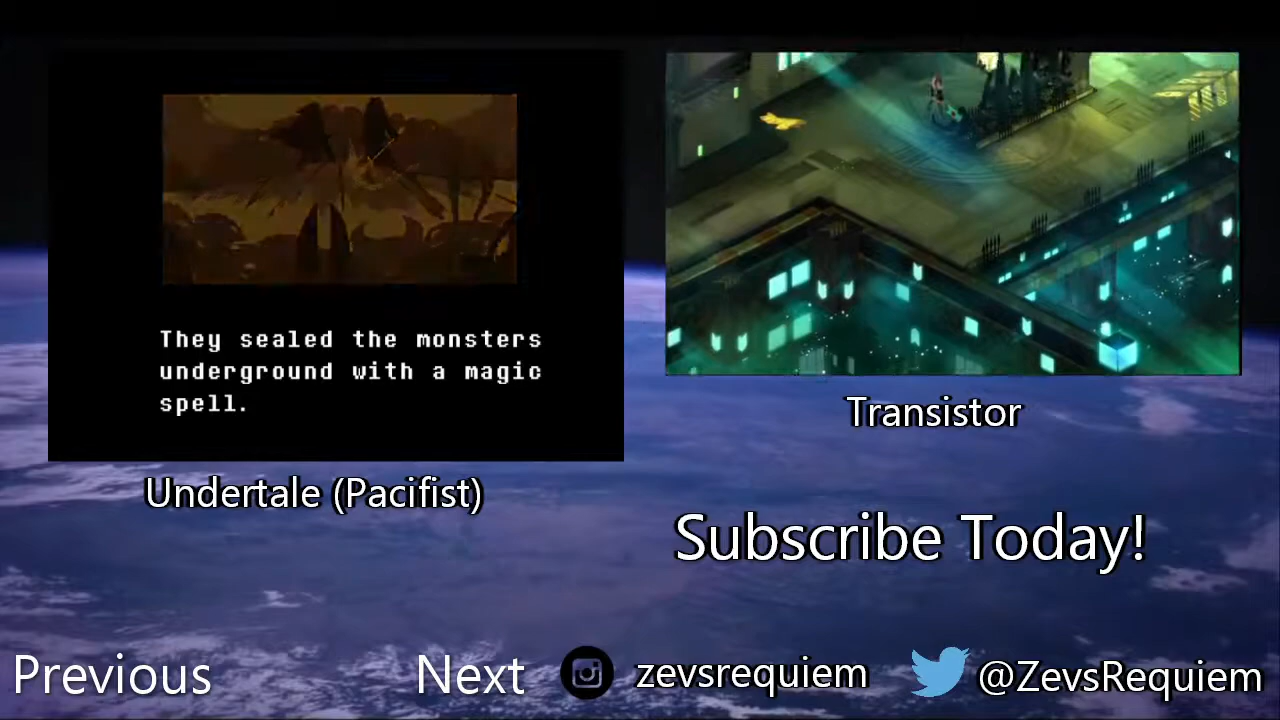 They sealed the monsters
underground with a magic
spell.
Undertale (Pacifist)
Transistor
Subscribe Today!
Previous
Next
zevsrequiem
@ZevsRequiem